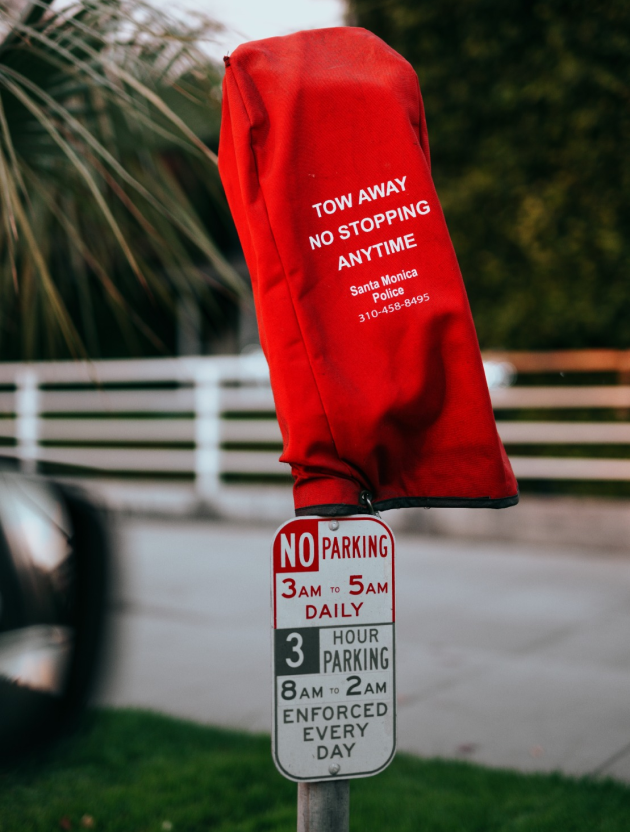 TOW AWAY
NO STOPPING
ANYTIME
Santa Monica
Police
310-458-8495
NO PARKING
3AM TO 5AM
DAILY
3 HOUR
PARKING
8AM TO 2AM
ENFORCED
EVERY
DAY